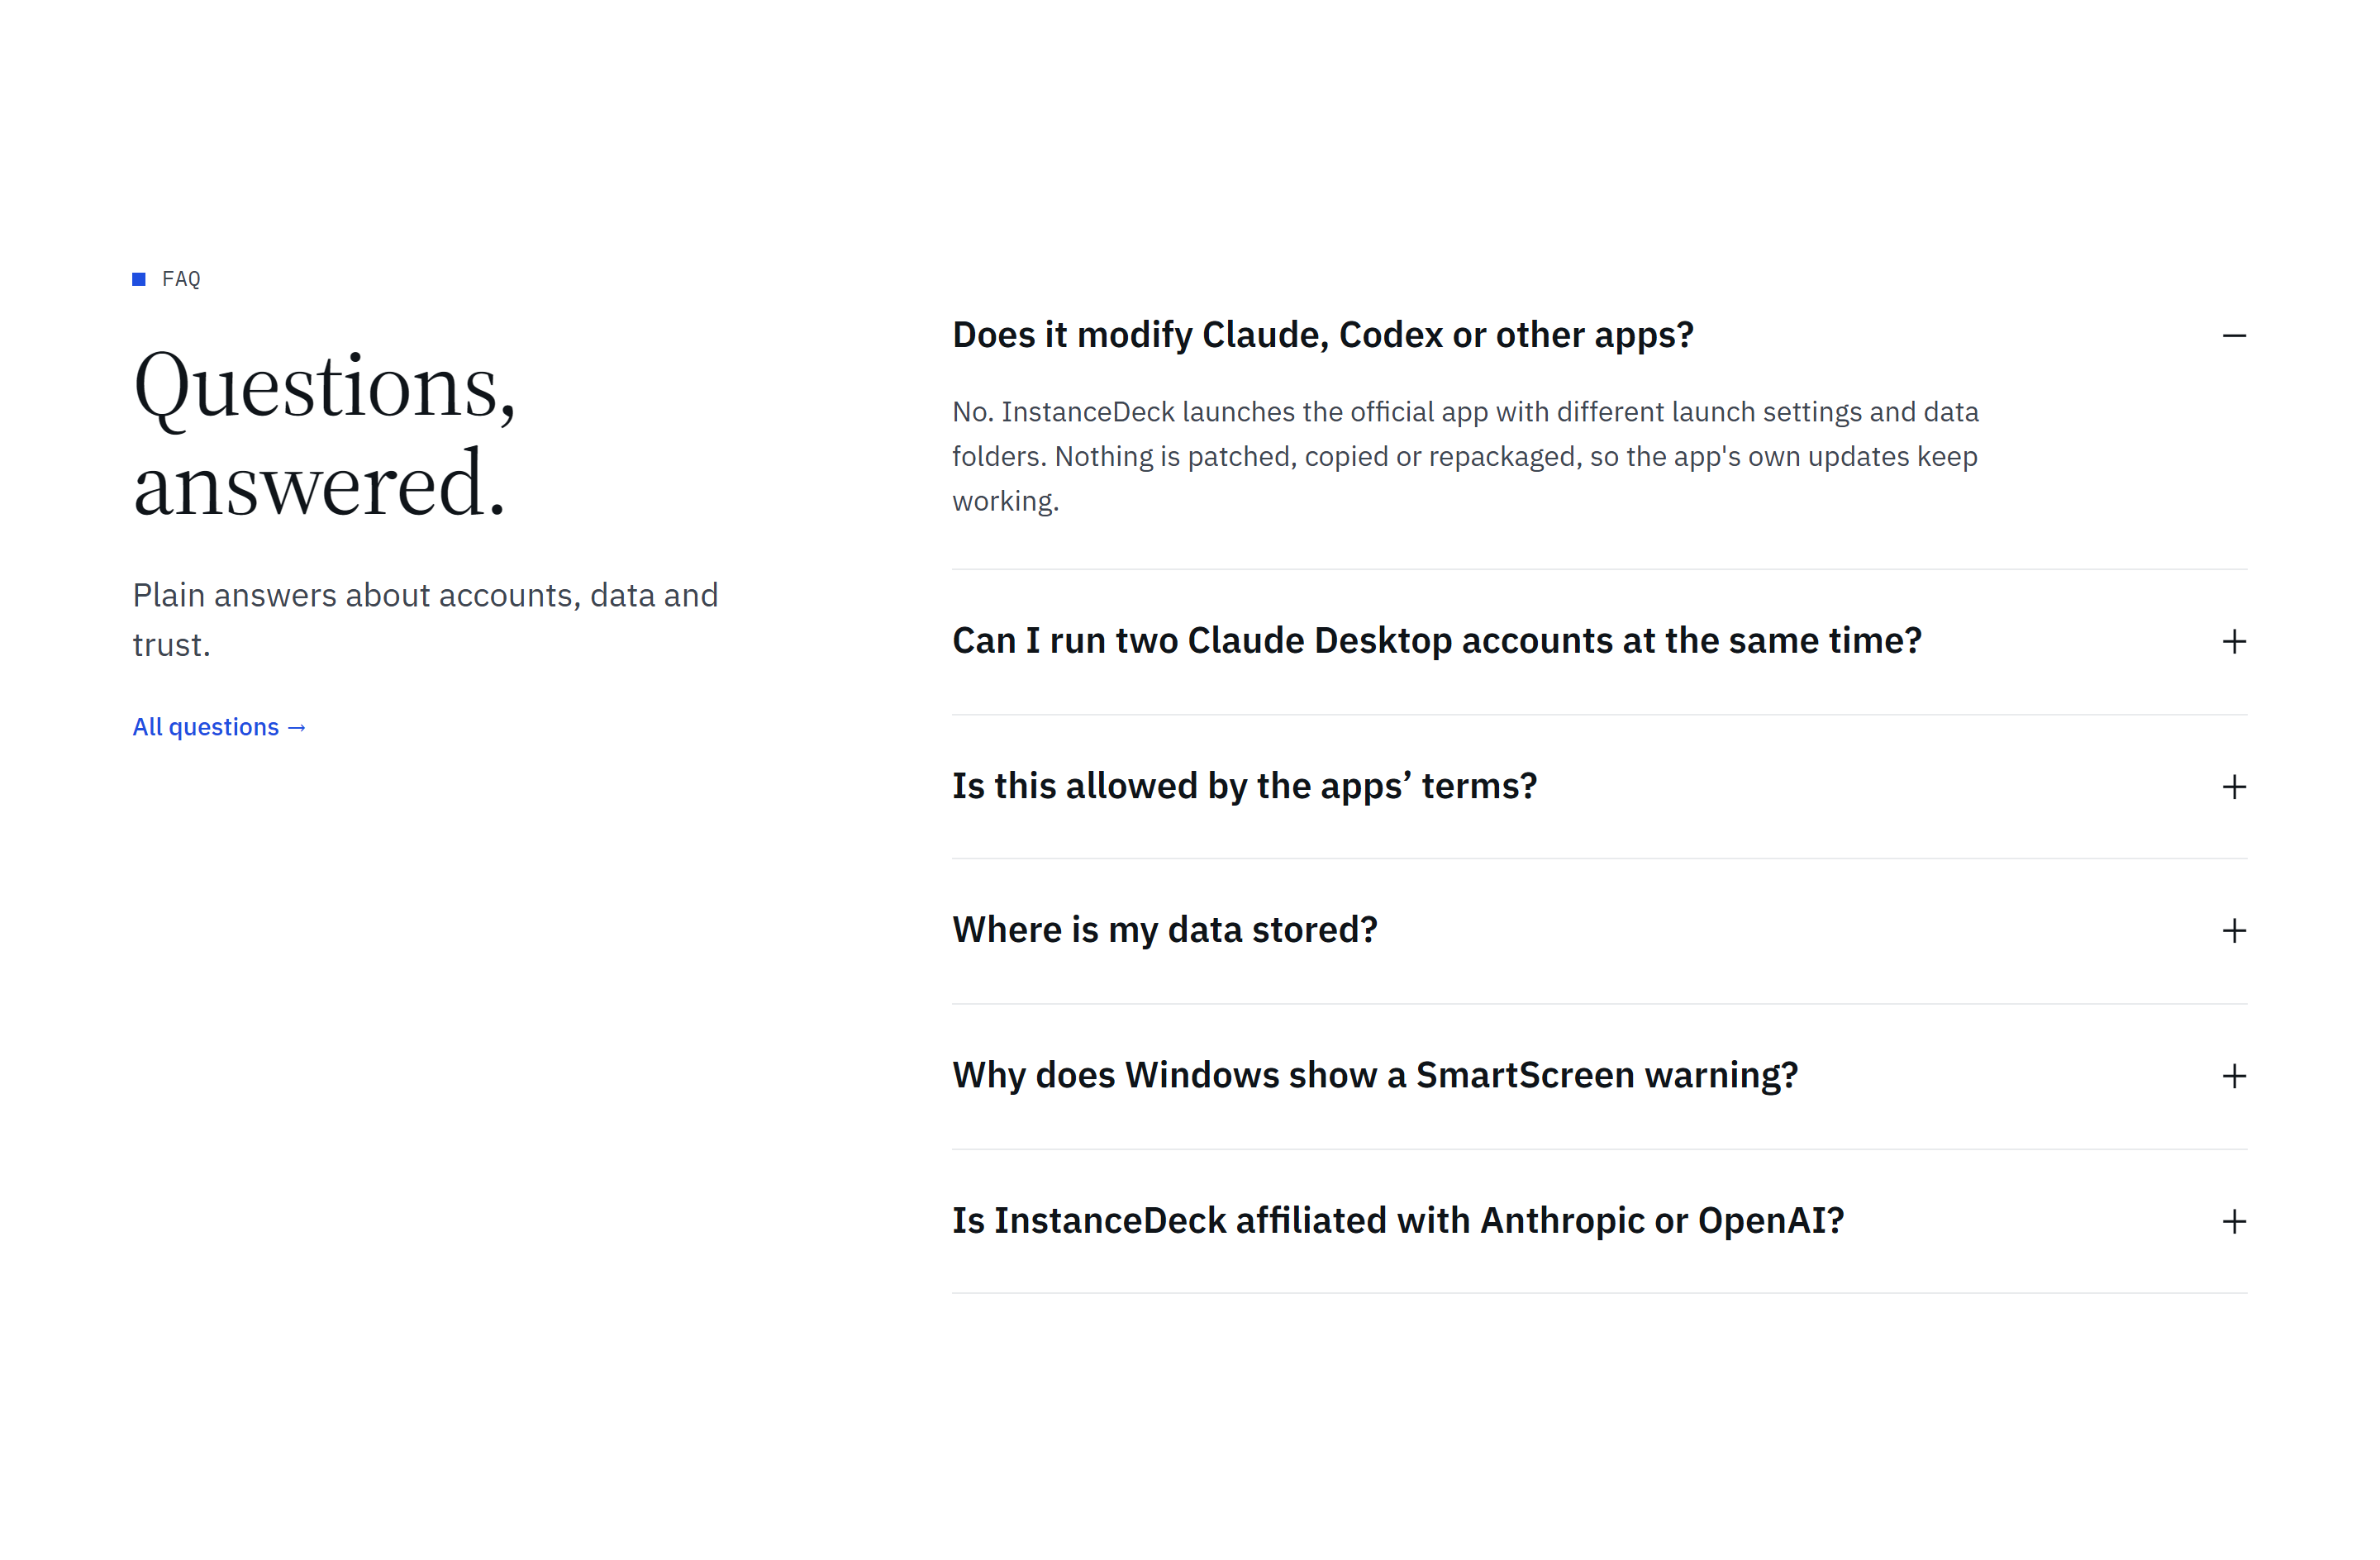 FAQ
Questions,
answered.
Plain answers about accounts, data and
trust.
All questions →
Does it modify Claude, Codex or other apps?
No. InstanceDeck launches the official app with different launch settings and data
folders. Nothing is patched, copied or repackaged, so the app's own updates keep
working.
Can I run two Claude Desktop accounts at the same time?
Is this allowed by the apps’ terms?
Where is my data stored?
Why does Windows show a SmartScreen warning?
Is InstanceDeck affiliated with Anthropic or OpenAI?